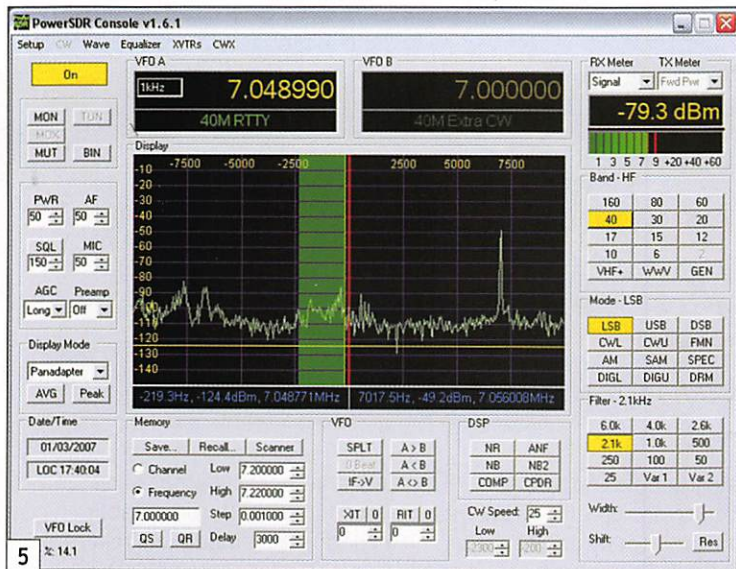 PowerSDR Console v1.6.1
Setup CW Wave Equalizer XVTRs CWX
On
MON TUN
MOX
MUT BIN
PWR AF
50 50
SQL MIC
150 50
AGC Preamp
Long Off
Display Mode
Panadapter
AVG Peak
Date/Time
01/03/2007
LOC 17:40:04
VFO Lock
%: 14.1
5
VFO A
1kHz 7.048990
40M RTTY
VFO B
7.000000
40M Extra CW
Display
-7500 -5000 -2500 2500 5000 7500
-10
-20
-30
-40
-50
-60
-70
-80
-90
-100
-110
-120
-130
-140
-219.3Hz, -124.4dBm, 7.048771MHz 7017.5Hz, -49.2dBm, 7.056008MHz
Memory
Save... Recall... Scanner
Channel Low 7.200000
Frequency High 7.220000
7.000000 Step 0.001000
QS QR Delay 3000
VFO
SPLT A > B
0 Beat A < B
IF->V A <> B
XIT 0 RIT 0
0 0
DSP
NR ANF
NB NB2
COMP CPDR
CW Speed: 25
Low High
-2300 -200
RX Meter TX Meter
Signal Fwd Pwr
-79.3 dBm
1 3 5 7 9 +20 +40 +60
Band - HF
160 80 60
40 30 20
17 15 12
10 6 2
VHF+ WWV GEN
Mode - LSB
LSB USB DSB
CWL CWU FMN
AM SAM SPEC
DIGL DIGU DRM
Filter - 2.1kHz
6.0k 4.0k 2.6k
2.1k 1.0k 500
250 100 50
25 Var 1 Var 2
Width:
Shift: Res